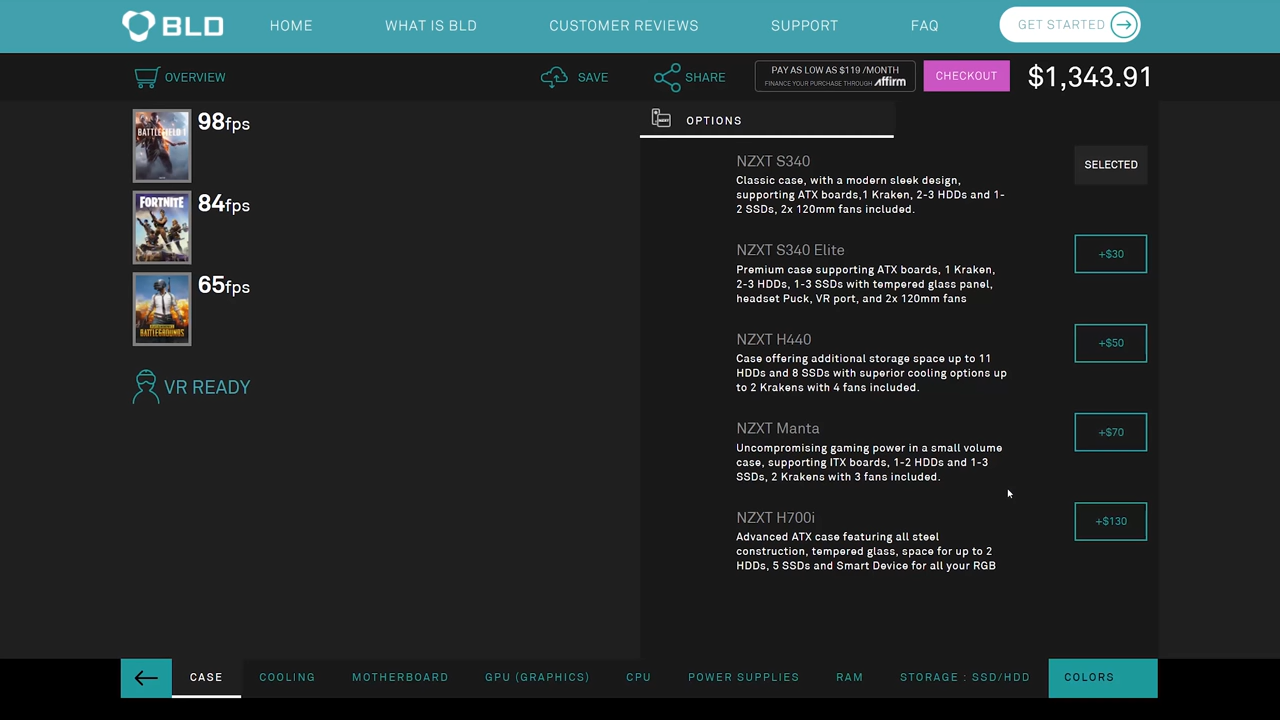 BLD
HOME
WHAT IS BLD
CUSTOMER REVIEWS
SUPPORT
FAQ
GET STARTED
OVERVIEW
SAVE
SHARE
PAY AS LOW AS $119 /MONTH
FINANCE YOUR PURCHASE THROUGH affirm
CHECKOUT
$1,343.91
BATTLEFIELD 1
98fps
FORTNITE
84fps
BATTLEGROUNDS
65fps
VR READY
OPTIONS
NZXT S340
Classic case, with a modern sleek design,
supporting ATX boards,1 Kraken, 2-3 HDDs and 1-
2 SSDs, 2x 120mm fans included.
SELECTED
NZXT S340 Elite
Premium case supporting ATX boards, 1 Kraken,
2-3 HDDs, 1-3 SSDs with tempered glass panel,
headset Puck, VR port, and 2x 120mm fans
+$30
NZXT H440
Case offering additional storage space up to 11
HDDs and 8 SSDs with superior cooling options up
to 2 Krakens with 4 fans included.
+$50
NZXT Manta
Uncompromising gaming power in a small volume
case, supporting ITX boards, 1-2 HDDs and 1-3
SSDs, 2 Krakens with 3 fans included.
+$70
NZXT H700i
Advanced ATX case featuring all steel
construction, tempered glass, space for up to 2
HDDs, 5 SSDs and Smart Device for all your RGB
+$130
CASE
COOLING
MOTHERBOARD
GPU (GRAPHICS)
CPU
POWER SUPPLIES
RAM
STORAGE : SSD/HDD
COLORS